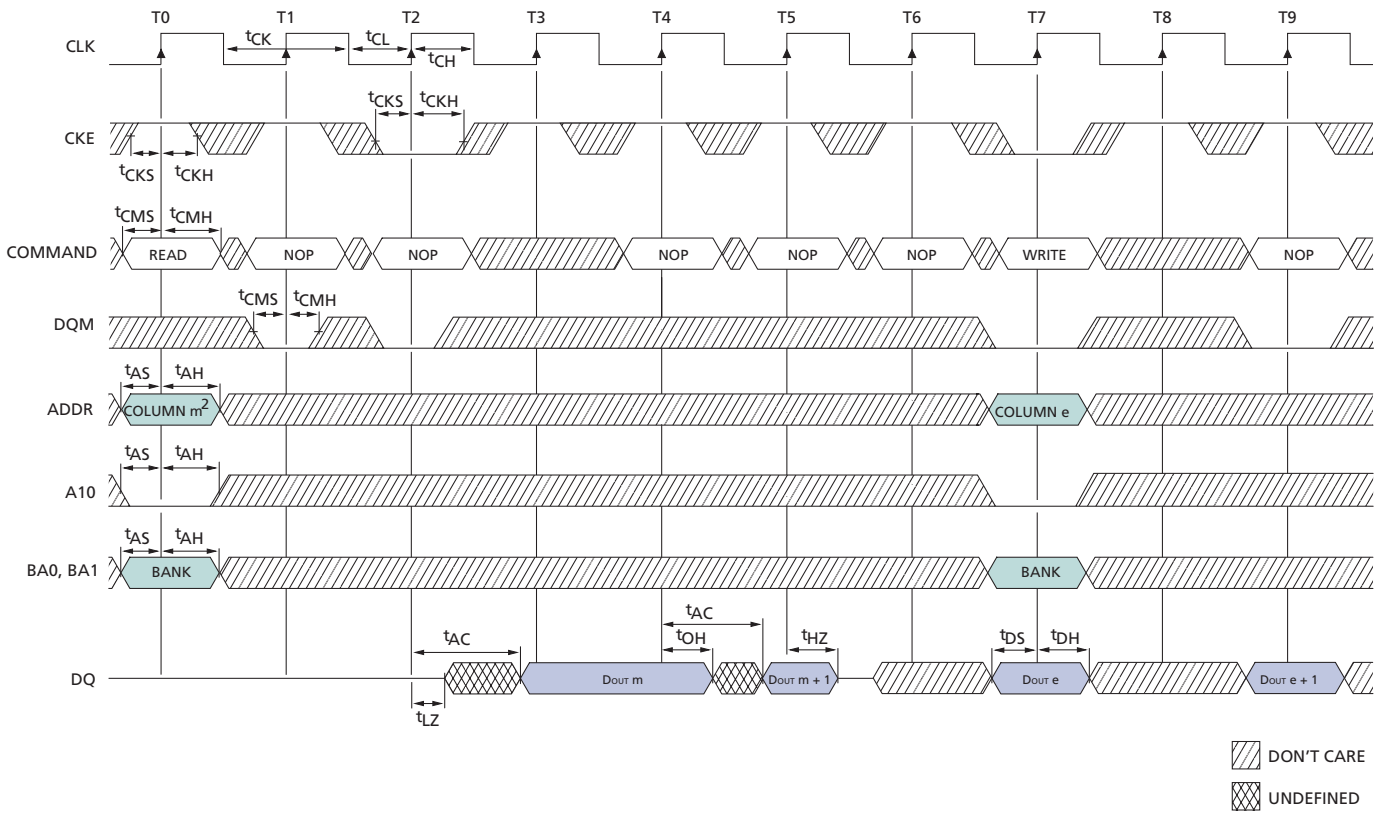 T0 T1 T2 T3 T4 T5 T6 T7 T8 T9
CLK tCK tCL tCH
tCKS tCKH
CKE
tCKS tCKH
tCMS tCMH
COMMAND READ NOP NOP NOP NOP NOP WRITE NOP
tCMS tCMH
DQM
tAS tAH
ADDR COLUMN m2 COLUMN e
tAS tAH
A10
tAS tAH
BA0, BA1 BANK BANK
tAC tAC tOH tHZ tDS tDH
DQ DOUT m DOUT m + 1 DOUT e DOUT e + 1
tLZ
DON'T CARE
UNDEFINED